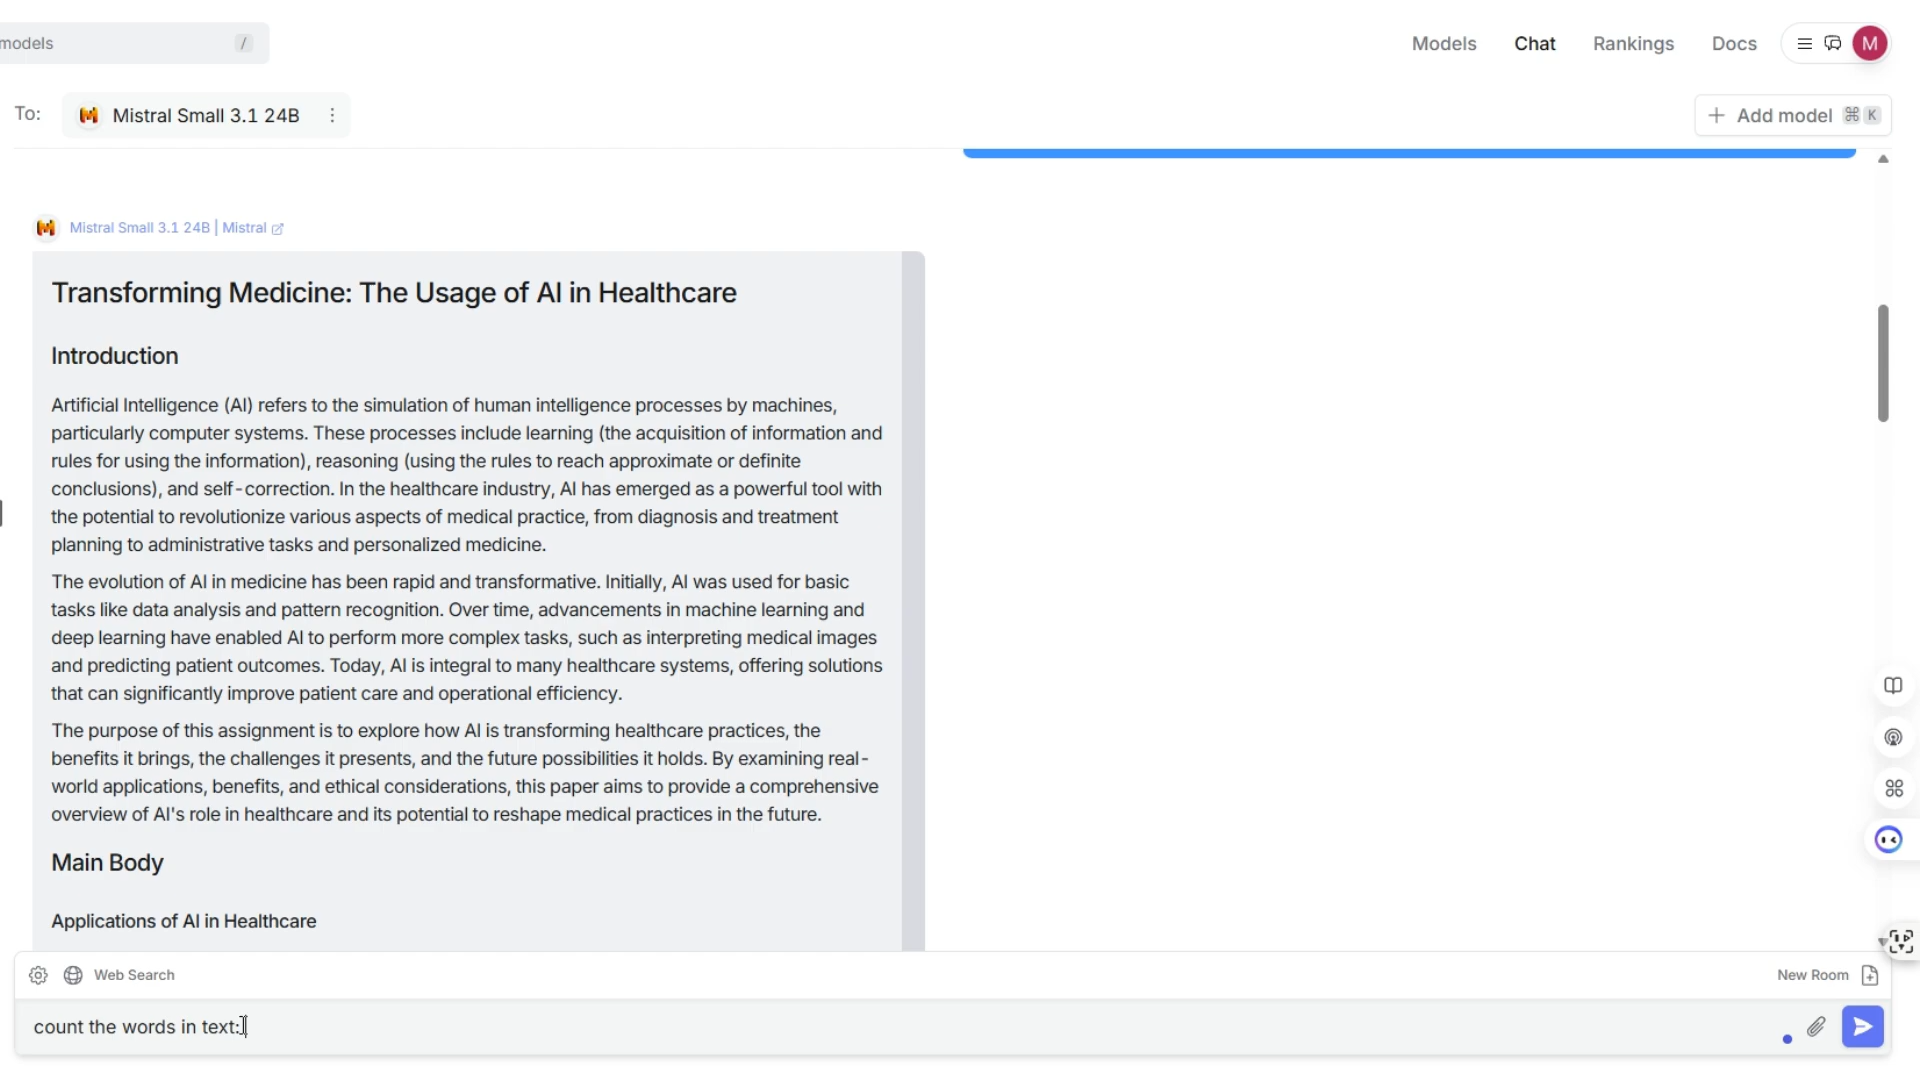 models /
Models Chat Rankings Docs M
To: Mistral Small 3.1 24B
+ Add model ⌘ K
Mistral Small 3.1 24B | Mistral
Transforming Medicine: The Usage of AI in Healthcare
Introduction
Artificial Intelligence (AI) refers to the simulation of human intelligence processes by machines,
particularly computer systems. These processes include learning (the acquisition of information and
rules for using the information), reasoning (using the rules to reach approximate or definite
conclusions), and self-correction. In the healthcare industry, AI has emerged as a powerful tool with
the potential to revolutionize various aspects of medical practice, from diagnosis and treatment
planning to administrative tasks and personalized medicine.
The evolution of AI in medicine has been rapid and transformative. Initially, AI was used for basic
tasks like data analysis and pattern recognition. Over time, advancements in machine learning and
deep learning have enabled AI to perform more complex tasks, such as interpreting medical images
and predicting patient outcomes. Today, AI is integral to many healthcare systems, offering solutions
that can significantly improve patient care and operational efficiency.
The purpose of this assignment is to explore how AI is transforming healthcare practices, the
benefits it brings, the challenges it presents, and the future possibilities it holds. By examining real-
world applications, benefits, and ethical considerations, this paper aims to provide a comprehensive
overview of AI's role in healthcare and its potential to reshape medical practices in the future.
Main Body
Applications of AI in Healthcare
Web Search
New Room
count the words in text: